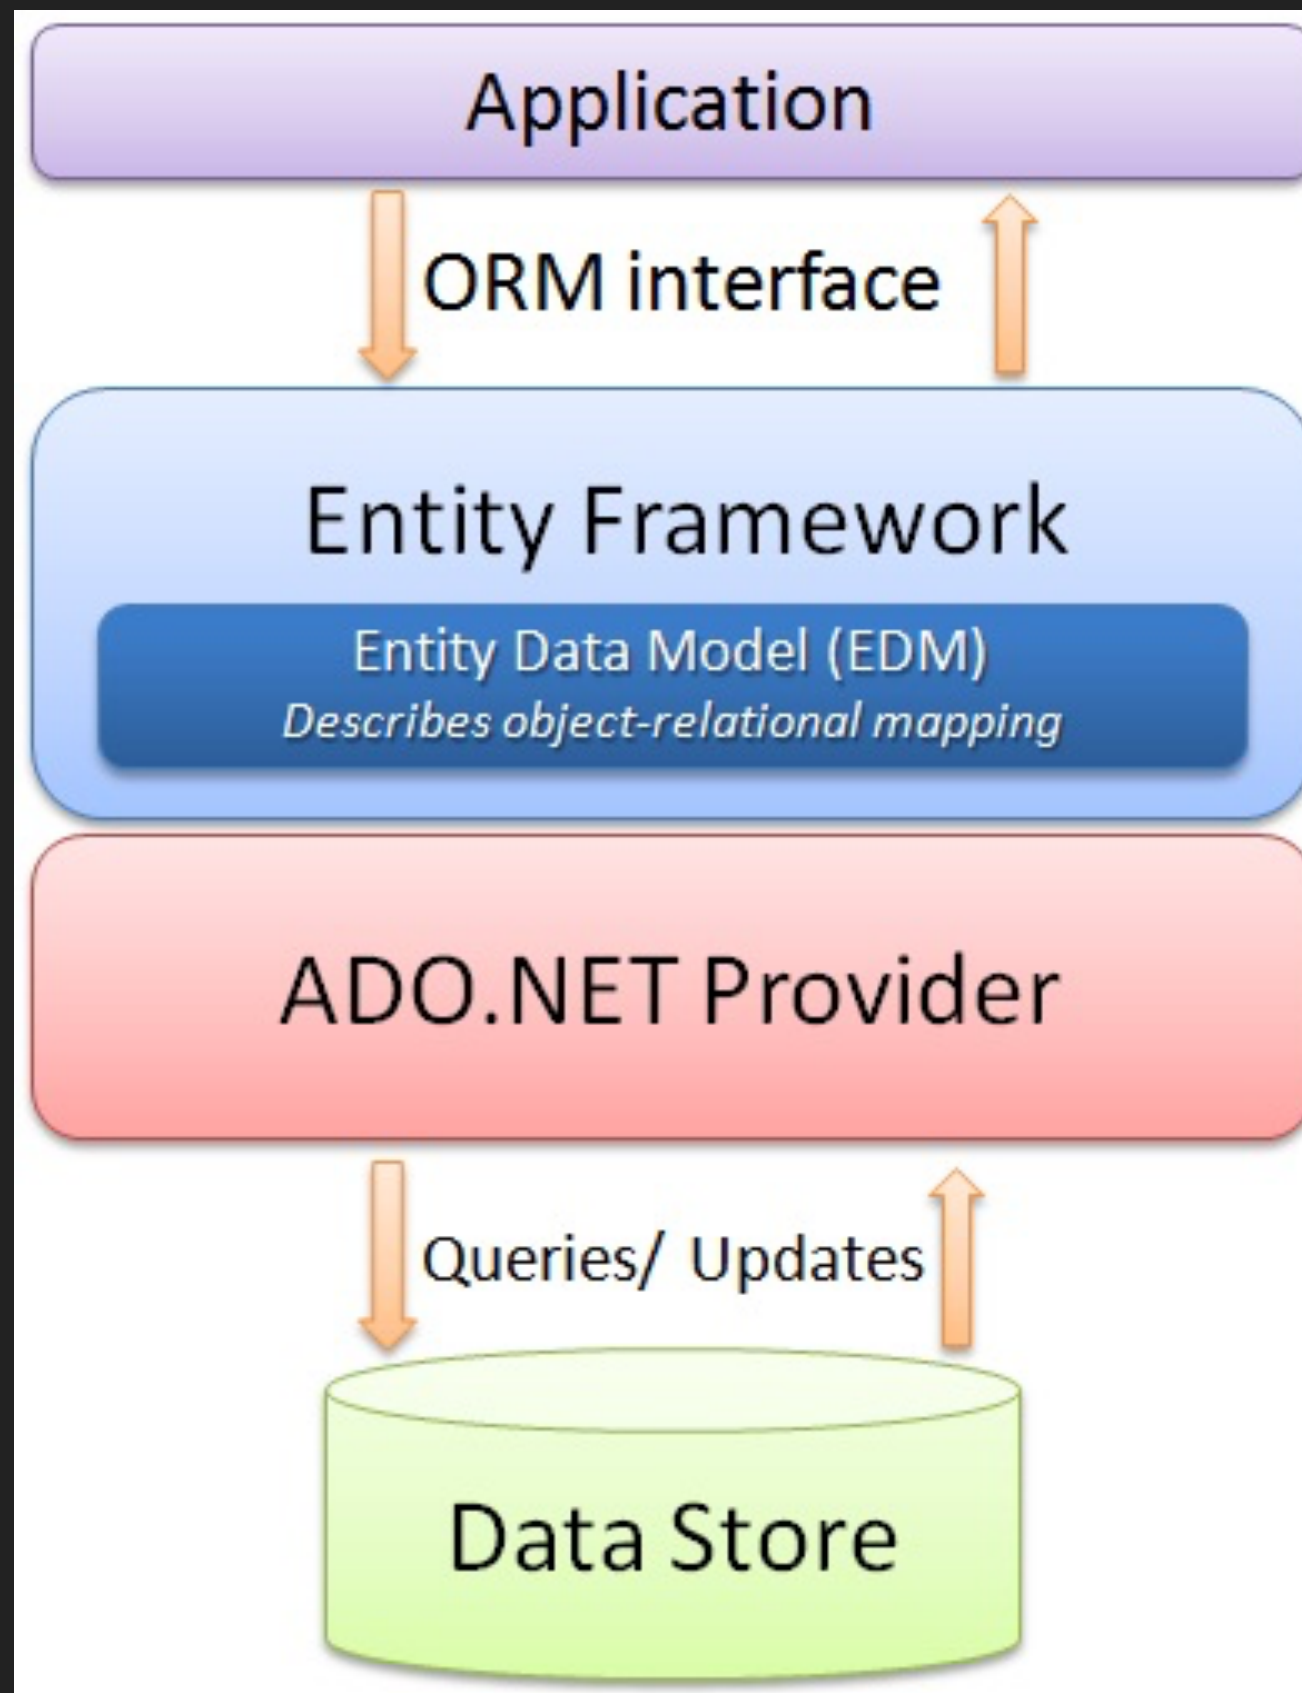 Application
ORM interface
Entity Framework
Entity Data Model (EDM)
Describes object-relational mapping
ADO.NET Provider
Queries/ Updates
Data Store